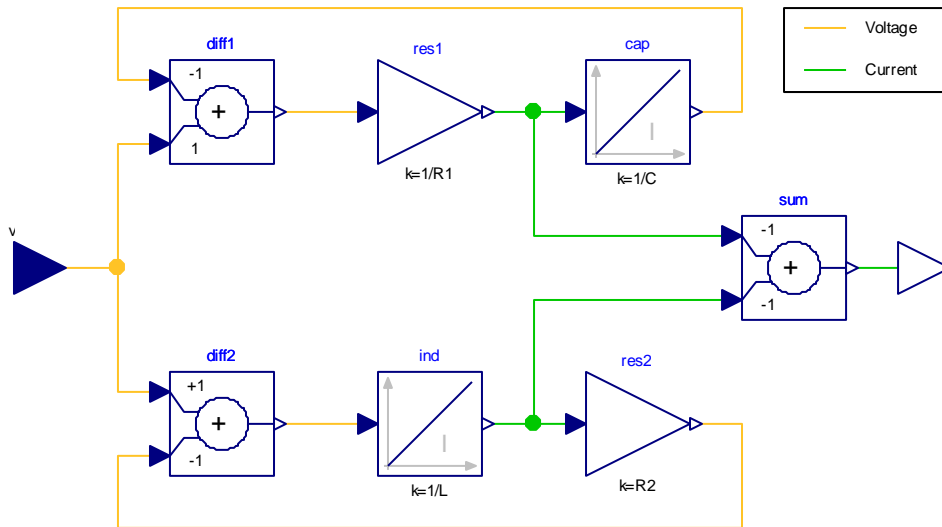 diff1
-1
+
1
res1
k=1/R1
cap
I
k=1/C
Voltage
Current
v
sum
-1
+
-1
diff2
+1
+
-1
ind
I
k=1/L
res2
k=R2